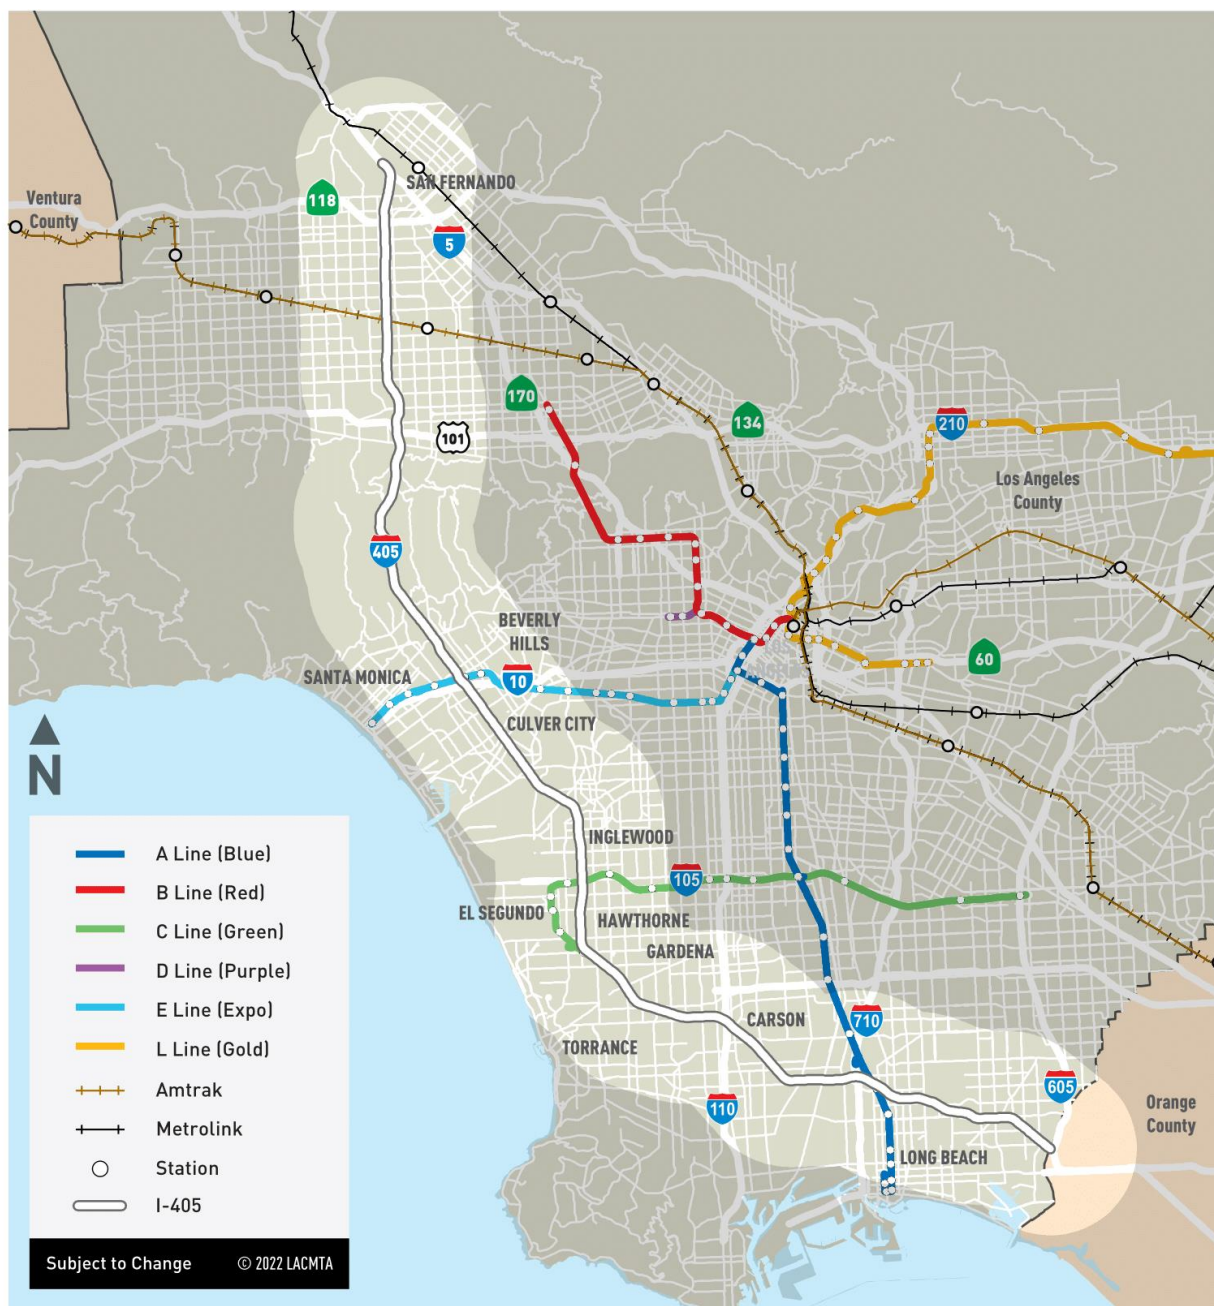 SAN FERNANDO
118
Ventura
County
5
170
134
210
101
Los Angeles
County
405
BEVERLY
HILLS
60
SANTA MONICA
10
CULVER CITY
N
INGLEWOOD
105
EL SEGUNDO
HAWTHORNE
GARDENA
CARSON
710
TORRANCE
605
110
Orange
County
LONG BEACH
A Line (Blue)
B Line (Red)
C Line (Green)
D Line (Purple)
E Line (Expo)
L Line (Gold)
Amtrak
Metrolink
Station
I-405
Subject to Change © 2022 LACMTA